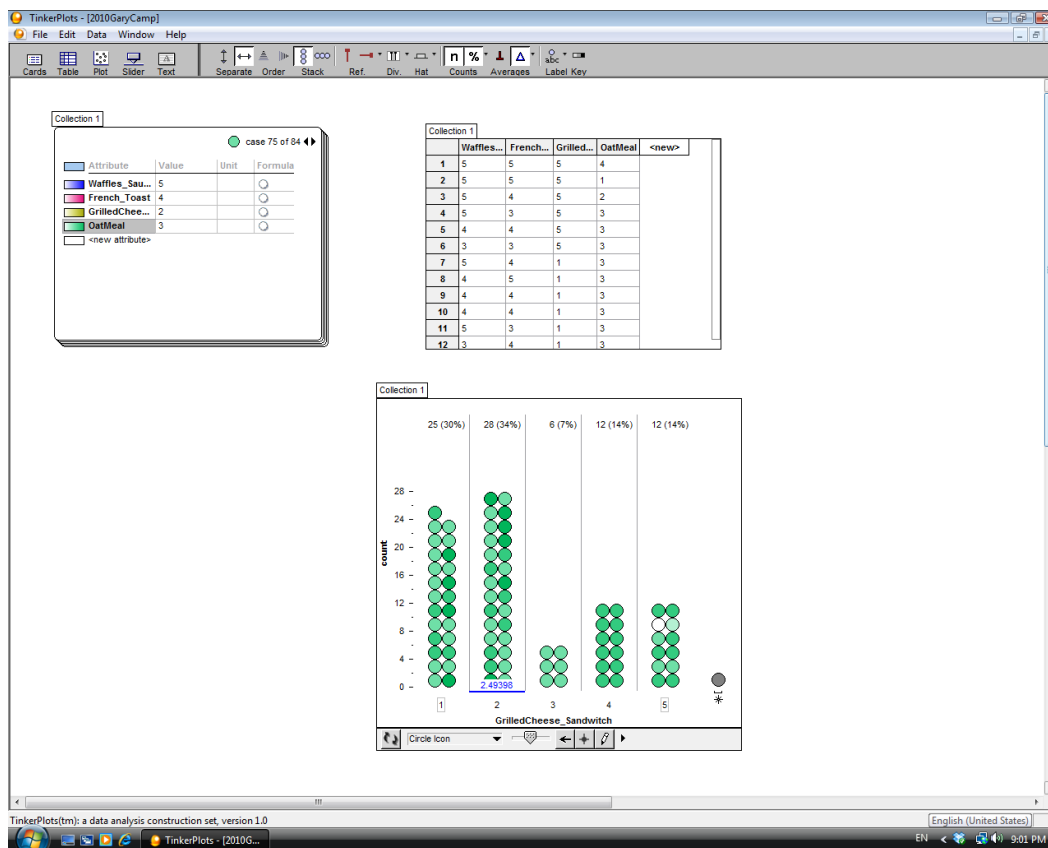 TinkerPlots - [2010GaryCamp]
File Edit Data Window Help
Cards Table Plot Slider Text Separate Order Stack Ref. Div. Hat n % Counts Averages abc Label Key
Collection 1
case 75 of 84
Attribute Value Unit Formula
Waffles_Sau... 5
French_Toast 4
GrilledChee... 2
OatMeal 3
<new attribute>
Collection 1
Waffles... French... Grilled... OatMeal <new>
1 5 5 5 4
2 5 5 5 1
3 5 4 5 2
4 5 3 5 3
5 4 4 5 3
6 3 3 5 3
7 5 4 1 3
8 4 5 1 3
9 4 4 1 3
10 4 4 1 3
11 5 3 1 3
12 3 4 1 3
Collection 1
25 (30%) 28 (34%) 6 (7%) 12 (14%) 12 (14%)
28
24
20
16
12
8
4
0
count
2.49398
1 2 3 4 5
GrilledCheese_Sandwitch
Circle Icon
TinkerPlots(tm): a data analysis construction set, version 1.0
English (United States)
TinkerPlots - [2010G...
EN
9:01 PM